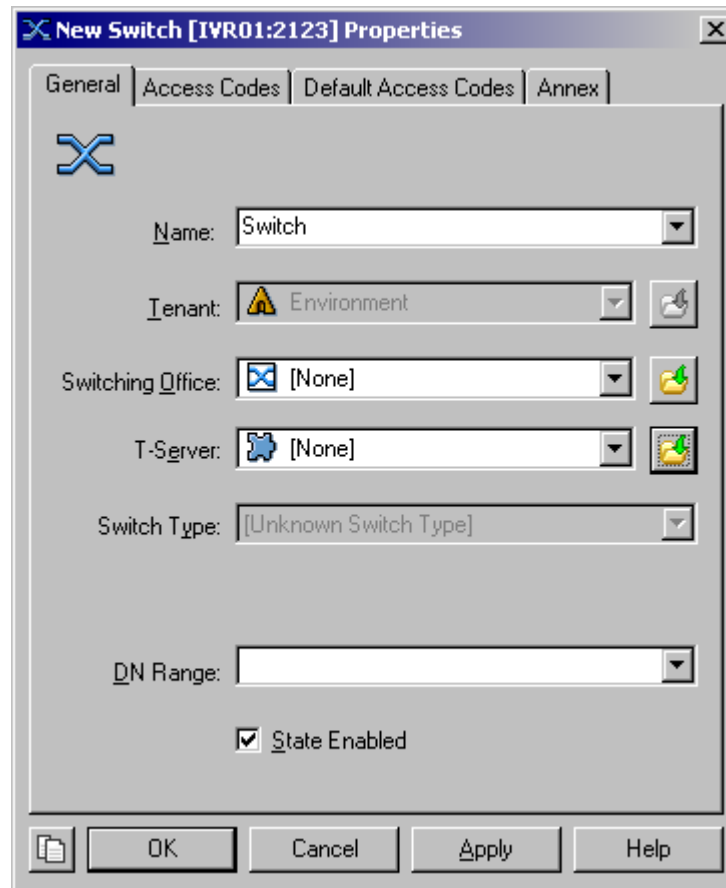 New Switch [IVR01:2123] Properties
General Access Codes Default Access Codes Annex
Name: Switch
Tenant: Environment
Switching Office: [None]
T-Server: [None]
Switch Type: [Unknown Switch Type]
DN Range:
State Enabled
OK Cancel Apply Help